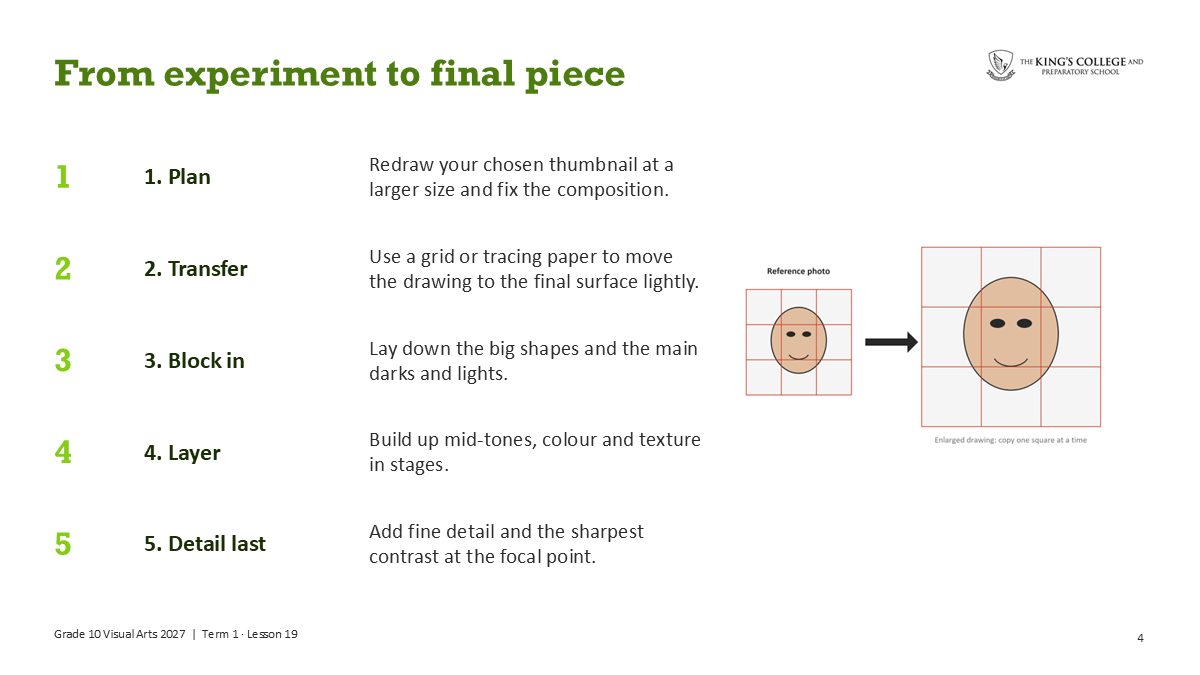 From experiment to final piece
THE KING'S COLLEGE AND
PREPARATORY SCHOOL
1
1. Plan
Redraw your chosen thumbnail at a
larger size and fix the composition.
2
2. Transfer
Use a grid or tracing paper to move
the drawing to the final surface lightly.
3
3. Block in
Lay down the big shapes and the main
darks and lights.
4
4. Layer
Build up mid-tones, colour and texture
in stages.
5
5. Detail last
Add fine detail and the sharpest
contrast at the focal point.
Reference photo
Enlarged drawing: copy one square at a time
Grade 10 Visual Arts 2027 | Term 1 · Lesson 19
4